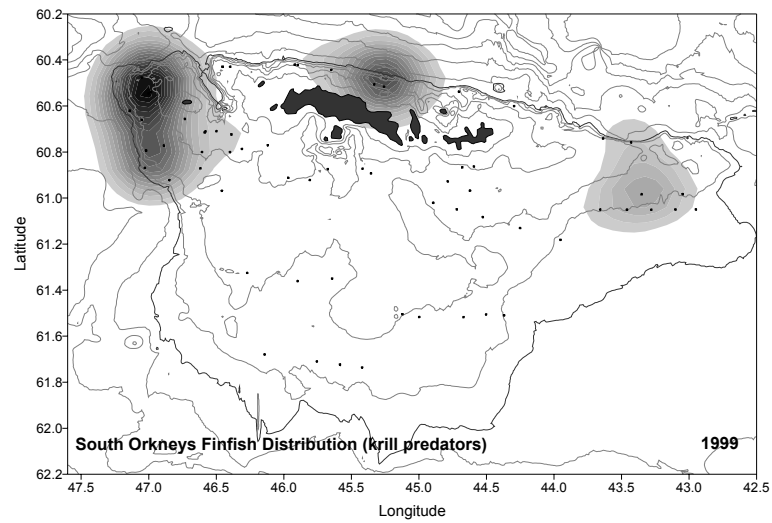 60.2
60.4
60.6
60.8
61.0
61.2
61.4
61.6
61.8
62.0
62.2
Latitude
South Orkneys Finfish Distribution (krill predators) 1999
47.5 47.0 46.5 46.0 45.5 45.0 44.5 44.0 43.5 43.0 42.5
Longitude